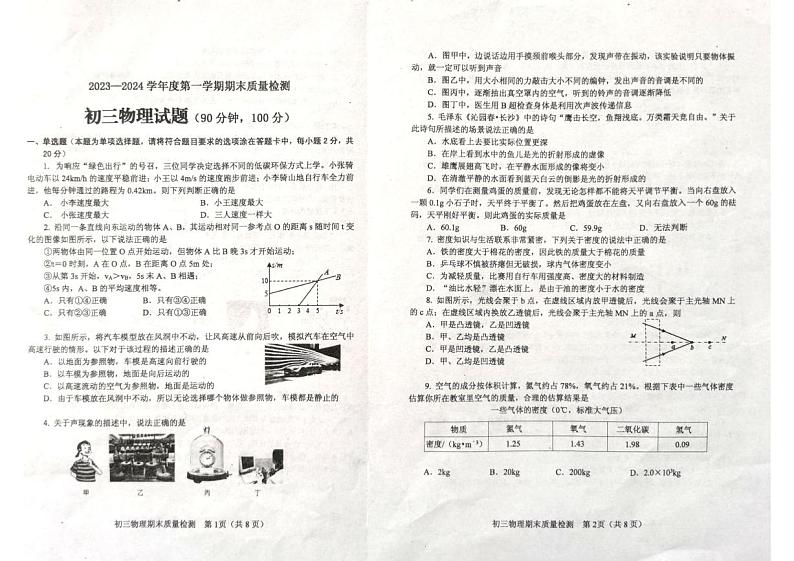 2023—2024 学年度第一学期期末质量检测
初三物理试题（90 分钟，100 分）
一、单选题（本题为单项选择题，请将符合题目要求的选项涂在答题卡中，每小题 2 分，共
20 分）
1. 为响应“绿色出行”的号召，三位同学决定选择不同的低碳环保方式上学。小张骑
电动车以 24km/h 的速度平稳前进；小王以 4m/s 的速度跑步前进；小李骑山地自行车全力前
进，他每分钟通过的路程为 0.42km。则下列判断正确的是
A. 小李速度最大 B. 小王速度最大
C. 小张速度最大 D. 三人速度一样大
2. 沿同一条直线向东运动的物体 A、B，其运动相对同一参考点 O 的距离 s 随时间 t 变
化的图像如图所示，以下说法正确的是
①两物体由同一位置 O 点开始运动，但物体 A 比 B 晚 3s 才开始运动；
②t＝0 时刻，A 在 O 点，B 在距离 O 点 5m 处；
③从第 3s 开始，vA＞vB，5s 末 A、B 相遇；
④5s 内，A、B 的平均速度相等。
A. 只有①④正确 B. 只有③④正确
C. 只有②③正确 D. 只有①③正确
s/m
A
B
10
5
0 1 2 3 4 5 t/s
3. 如图所示，将汽车模型放在风洞中不动，让风高速从前向后吹，模拟汽车在空气中
高速行驶的情形。以下对于该过程的描述正确的是
A. 以地面为参照物，车模是高速向前行驶的
B. 以车模为参照物，地面是向后运动的
C. 以高速流动的空气为参照物，地面是运动的
D. 由于车模放在风洞中不动，所以无论选择哪个物体做参照物，车模都是静止的
4. 关于声现象的描述中，说法正确的是
甲 乙 丙 丁
初三物理期末质量检测 第 1页（共 8 页）
A. 图甲中，边说话边用手摸颈前喉头部分，发现声带在振动，该实验说明只要物体振
动，就一定可以听到声音
B. 图乙中，用大小相同的力敲击大小不同的编钟，发出声音的音调是不同的
C. 图丙中，逐渐抽出真空罩内的空气，听到的铃声的音调逐渐降低
D. 图丁中，医生用 B 超检查身体是利用次声波传递信息
5. 毛泽东《沁园春•长沙》中的诗句“鹰击长空，鱼翔浅底。万类霜天竞自由。”关于
此诗句所描述的场景说法正确的是
A. 水底看上去要比实际位置更深
B. 在岸上看到水中的鱼儿是光的折射形成的虚像
C. 雄鹰展翅高飞时，在平静水面形成的像将变小
D. 在清澈平静的水面看到蓝天白云的倒影是光的折射形成的
6. 同学们在测量鸡蛋的质量前，发现无论怎样都不能将天平调节平衡。当向右盘放入
一颗 0.1g 小石子时，天平终于平衡了。然后把鸡蛋放在左盘，又向右盘放入一个 60g 的砝
码，天平刚好平衡。则此鸡蛋的实际质量是
A. 60.1g B. 60g C. 59.9g D. 无法判断
7. 密度知识与生活联系非常紧密，下列关于密度的说法中正确的是
A. 铁的密度大于棉花的密度，因此铁的质量大于棉花的质量
B. 乒乓球不慎被挤瘪但无破损，球内气体密度变小
C. 为减轻质量，比赛用自行车用强度高、密度大的材料制造
D. “油比水轻”漂在水面上，是由于油的密度小于水的密度
8. 如图所示，光线会聚于 b 点，在虚线区域内放甲透镜后，光线会聚于主光轴 MN 上
的 c 点；在虚线区域内换放乙透镜后，光线会聚于主光轴 MN 上的 a 点，则
A. 甲是凸透镜，乙是凹透镜
B. 甲、乙均是凸透镜
C. 甲是凹透镜，乙是凸透镜
D. 甲、乙均是凹透镜
M a b c N
9. 空气的成分按体积计算，氮气约占 78%，氧气约占 21%。根据下表中一些气体密度
估算你所在教室里空气的质量，合理的估算结果是
一些气体的密度（0℃，标准大气压）
物质 氮气 氧气 二氧化碳 氢气
密度/（kg•m⁻³） 1.25 1.43 1.98 0.09
A. 2kg B. 20kg C. 200kg D. 2.0×10³kg
初三物理期末质量检测 第 2页（共 8 页）